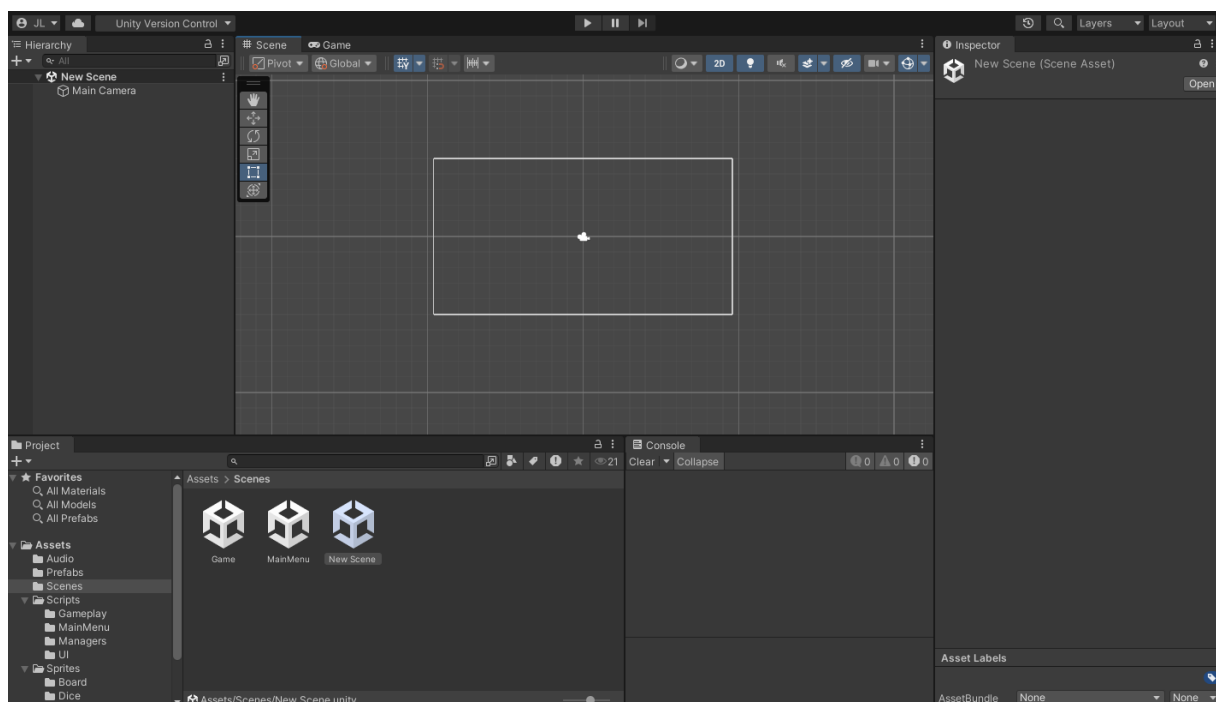 JL Unity Version Control Layers Layout
Hierarchy Scene Game Inspector
All Pivot Global 2D New Scene (Scene Asset)
New Scene Open
Main Camera
Project Console
21 Clear Collapse 0 0 0
Favorites Assets > Scenes
All Materials
All Models
All Prefabs
Assets
Audio Game MainMenu New Scene
Prefabs
Scenes
Scripts
Gameplay
MainMenu
Managers
UI Asset Labels
Sprites
Board
Dice Assets/Scenes/New Scene.unity AssetBundle None None